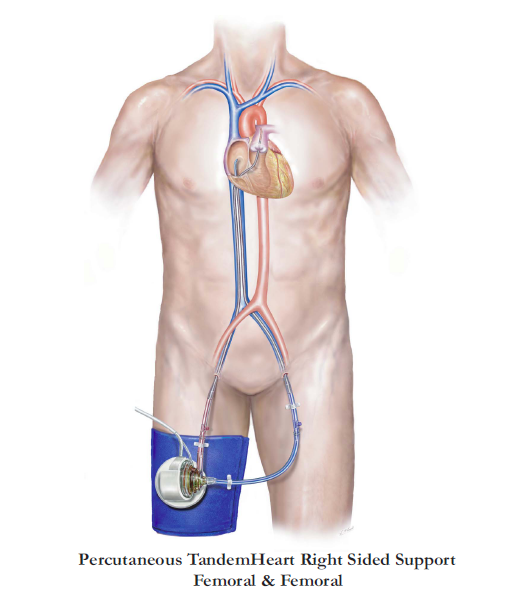 Percutaneous TandemHeart Right Sided Support
Femoral & Femoral